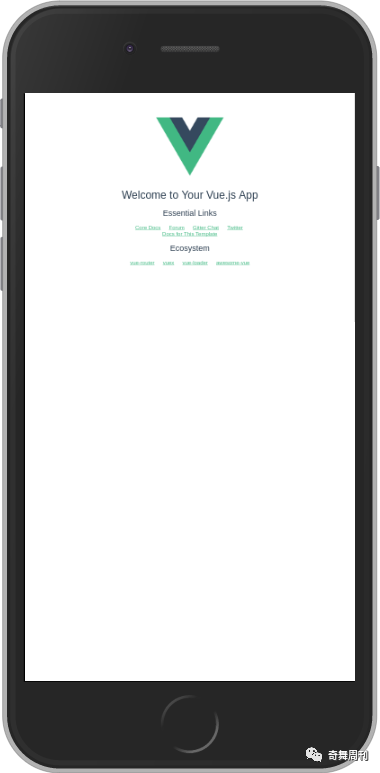 Welcome to Your Vue.js App
Essential Links
Core Docs Forum Gitter Chat Twitter
Docs for This Template
Ecosystem
vue-router vuex vue-loader awesome-vue
奇舞周刊